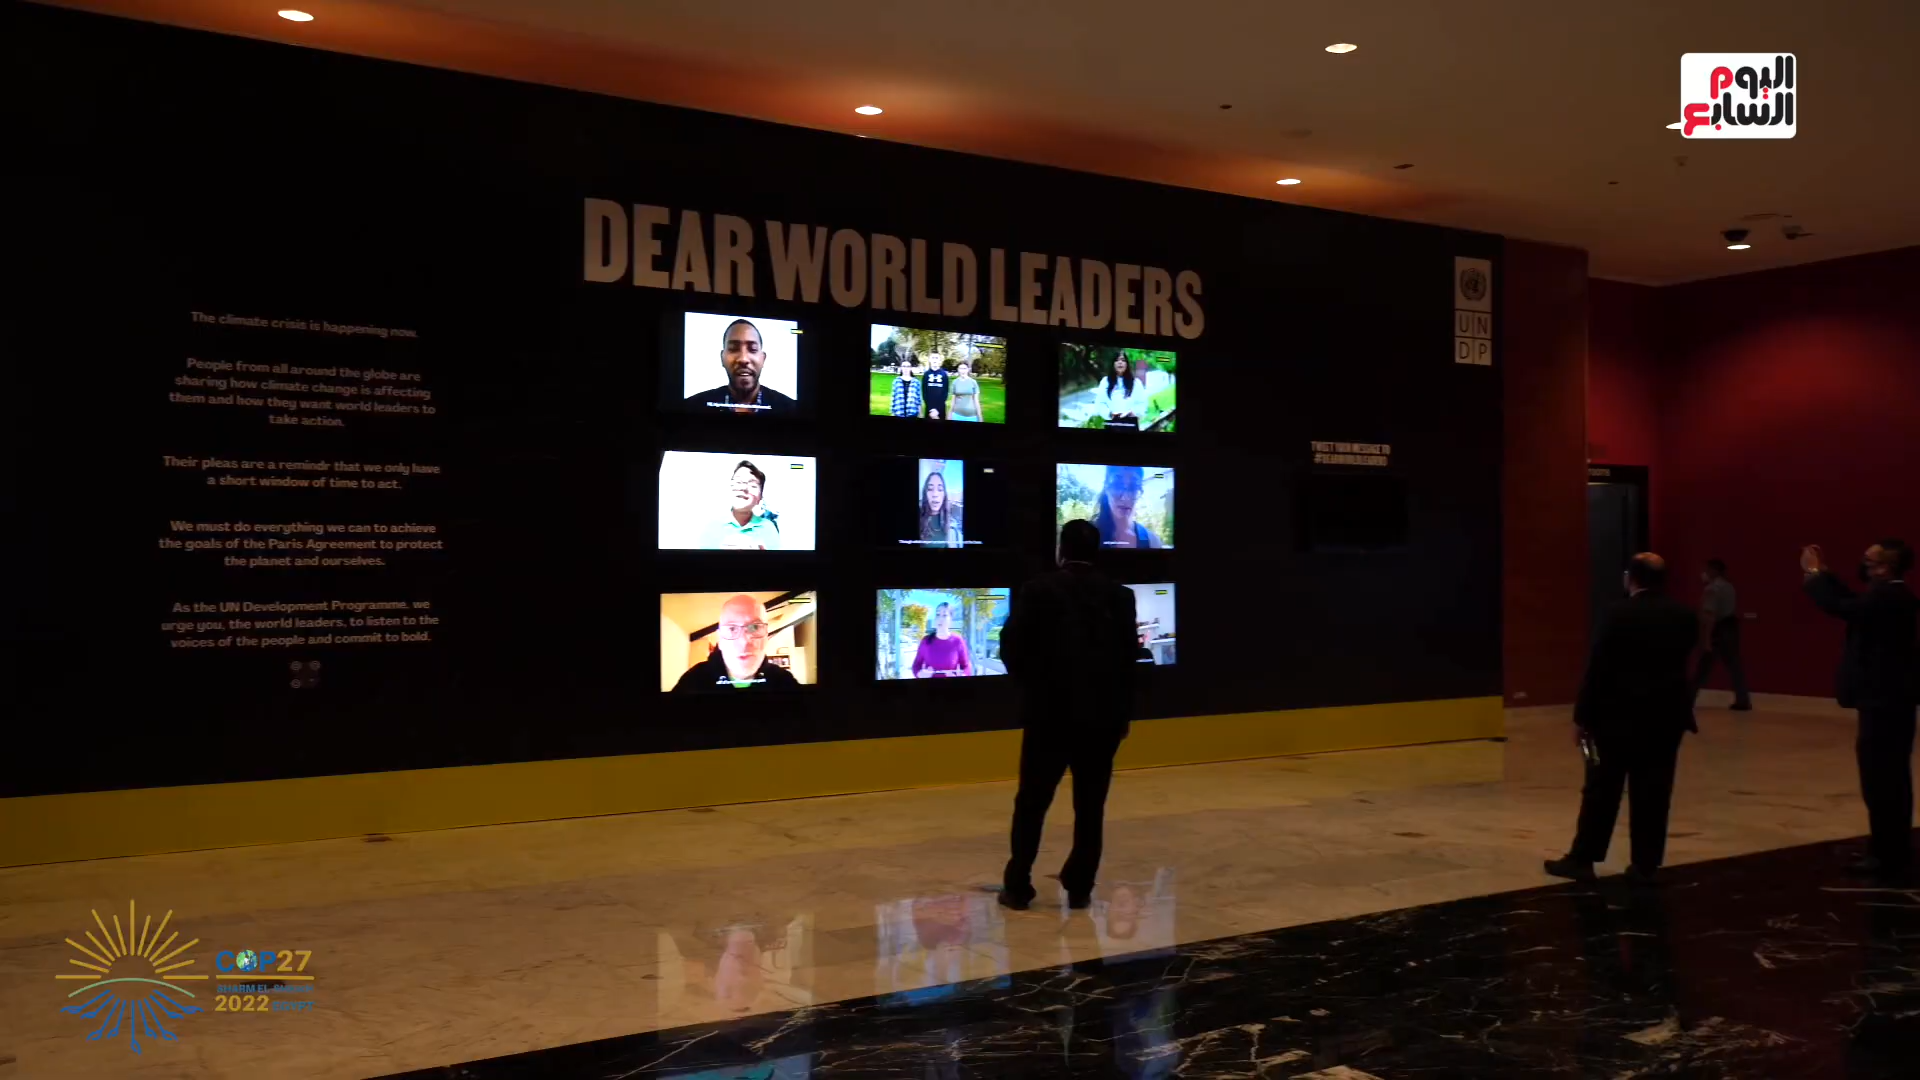 اليوم
السابع
DEAR WORLD LEADERS
UN
DP
The climate crisis is happening now.
People from all around the globe are
sharing how climate change is affecting
them and how they want world leaders to
take action.
Their pleas are a remindr that we only have
a short window of time to act.
We must do everything we can to achieve
the goals of the Paris Agreement to protect
the planet and ourselves.
As the UN Development Programme, we
urge you, the world leaders, to listen to the
voices of the people and commit to bold.
TWEET YOUR MESSAGE TO
#DEARWORLDLEADERS
COP27
SHARM EL-SHEIKH
2022 EGYPT